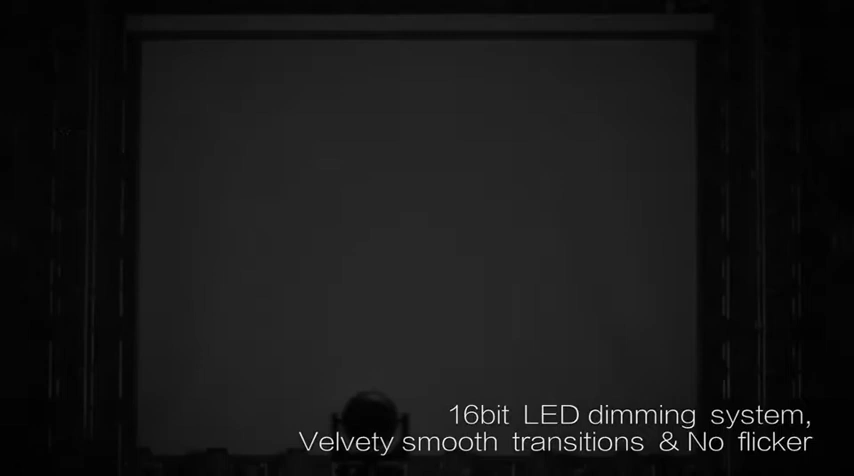 16bit LED dimming system,
Velvety smooth transitions & No flicker